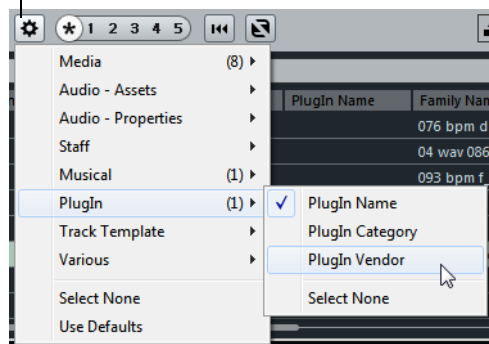 1 2 3 4 5
Media (8)
PlugIn Name Family Nam
Audio - Assets
Audio - Properties
076 bpm d
Staff
04 wav 086
Musical (1)
093 bpm f_
PlugIn (1)
PlugIn Name
Track Template
PlugIn Category
Various
PlugIn Vendor
Select None
Select None
Use Defaults